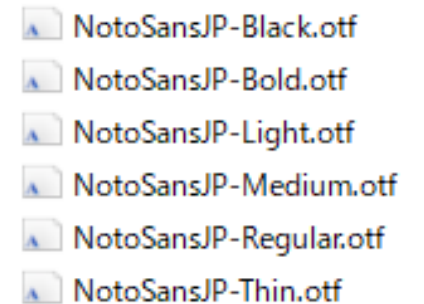 NotoSansJP-Black.otf
NotoSansJP-Bold.otf
NotoSansJP-Light.otf
NotoSansJP-Medium.otf
NotoSansJP-Regular.otf
NotoSansJP-Thin.otf